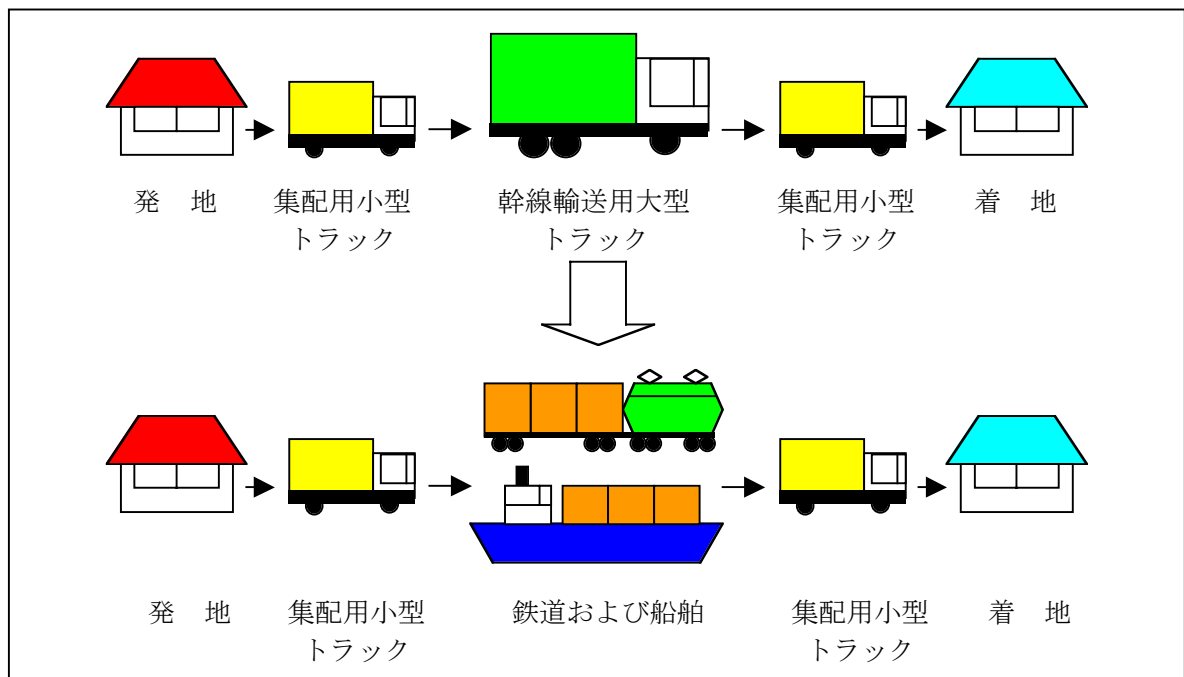 発 地 集配用小型 幹線輸送用大型 集配用小型 着 地
トラック トラック トラック
発 地 集配用小型 鉄道および船舶 集配用小型 着 地
トラック トラック